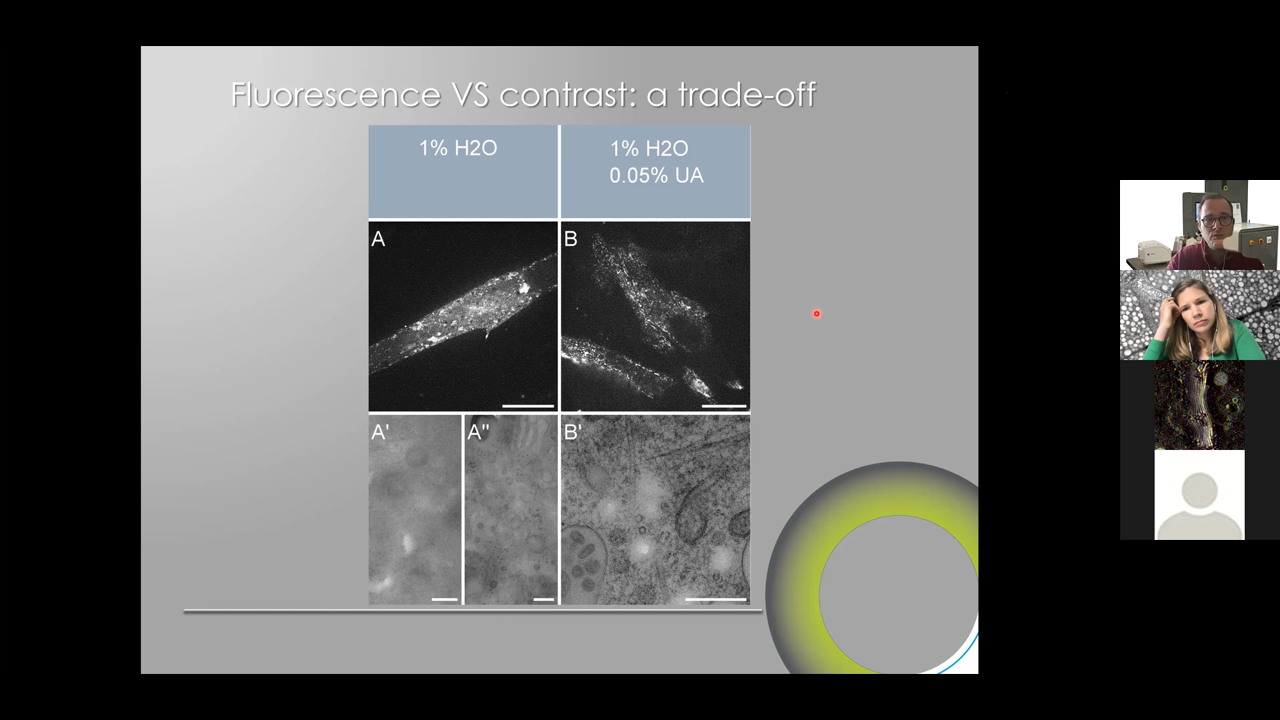 Fluorescence VS contrast: a trade-off
1% H2O
1% H2O
0.05% UA
A
B
A'
A''
B'